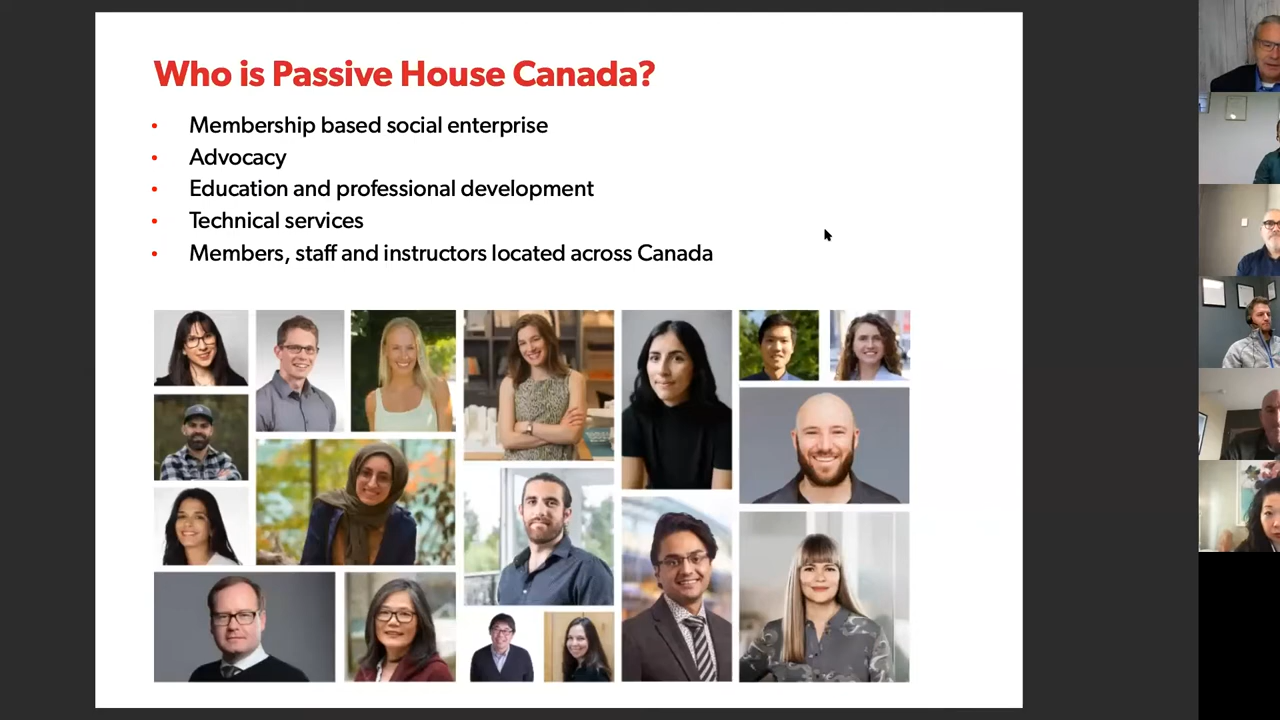 Who is Passive House Canada?
• Membership based social enterprise
• Advocacy
• Education and professional development
• Technical services
• Members, staff and instructors located across Canada